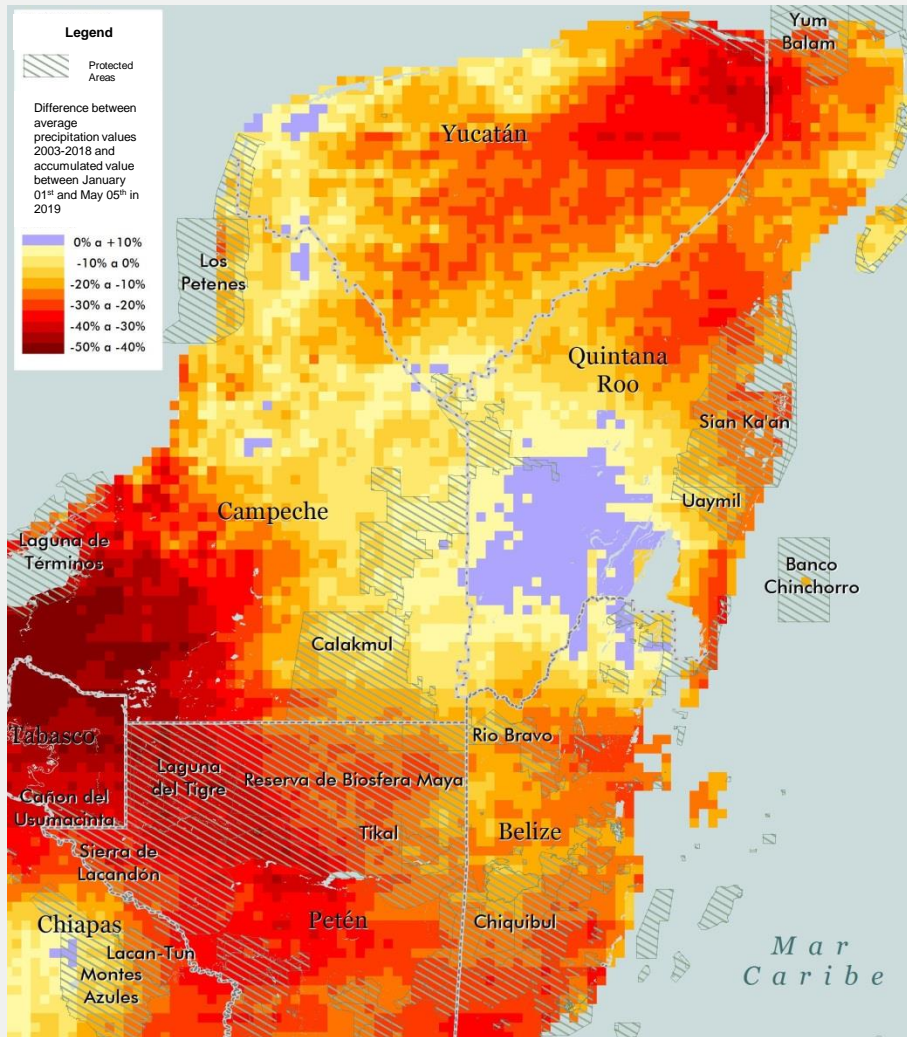 Legend
Protected
Areas
Difference between
average
precipitation values
2003-2018 and
accumulated value
between January
01st and May 05th in
2019
0% a +10%
-10% a 0%
-20% a -10%
-30% a -20%
-40% a -30%
-50% a -40%
Yum
Balam
Yucatán
Los
Petenes
Quintana
Roo
Sian Ka'an
Uaymil
Campeche
Laguna de
Términos
Banco
Chinchorro
Calakmul
Tabasco
Rio Bravo
Laguna
del Tigre
Reserva de Biosfera Maya
Cañon del
Usumacinta
Tikal
Belize
Sierra de
Lacandón
Petén
Chiquibul
Chiapas
Lacan-Tun
Montes
Azules
Mar
Caribe